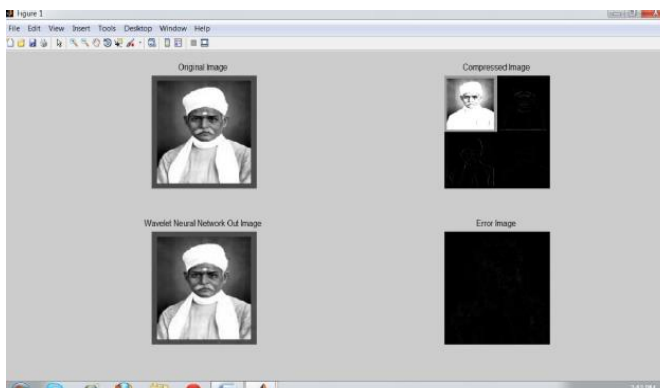 Figure 1
File Edit View Insert Tools Desktop Window Help
Original Image
Compressed Image
Wavelet Neural Network Out Image
Error Image